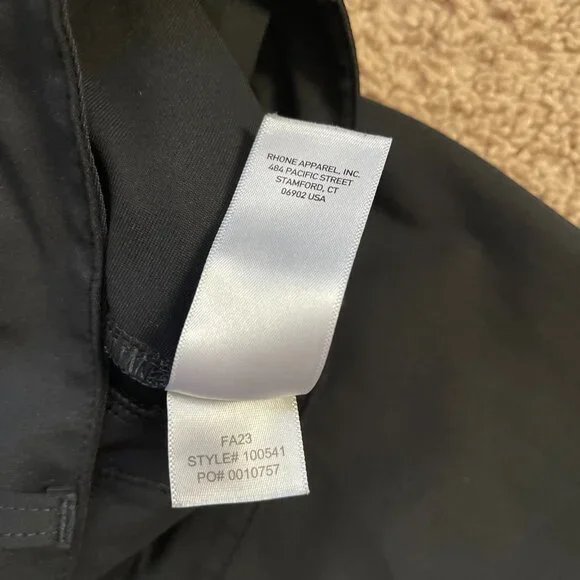 RHONE APPAREL, INC.
484 PACIFIC STREET
STAMFORD, CT
06902 USA
FA23
STYLE# 100541
PO# 0010757